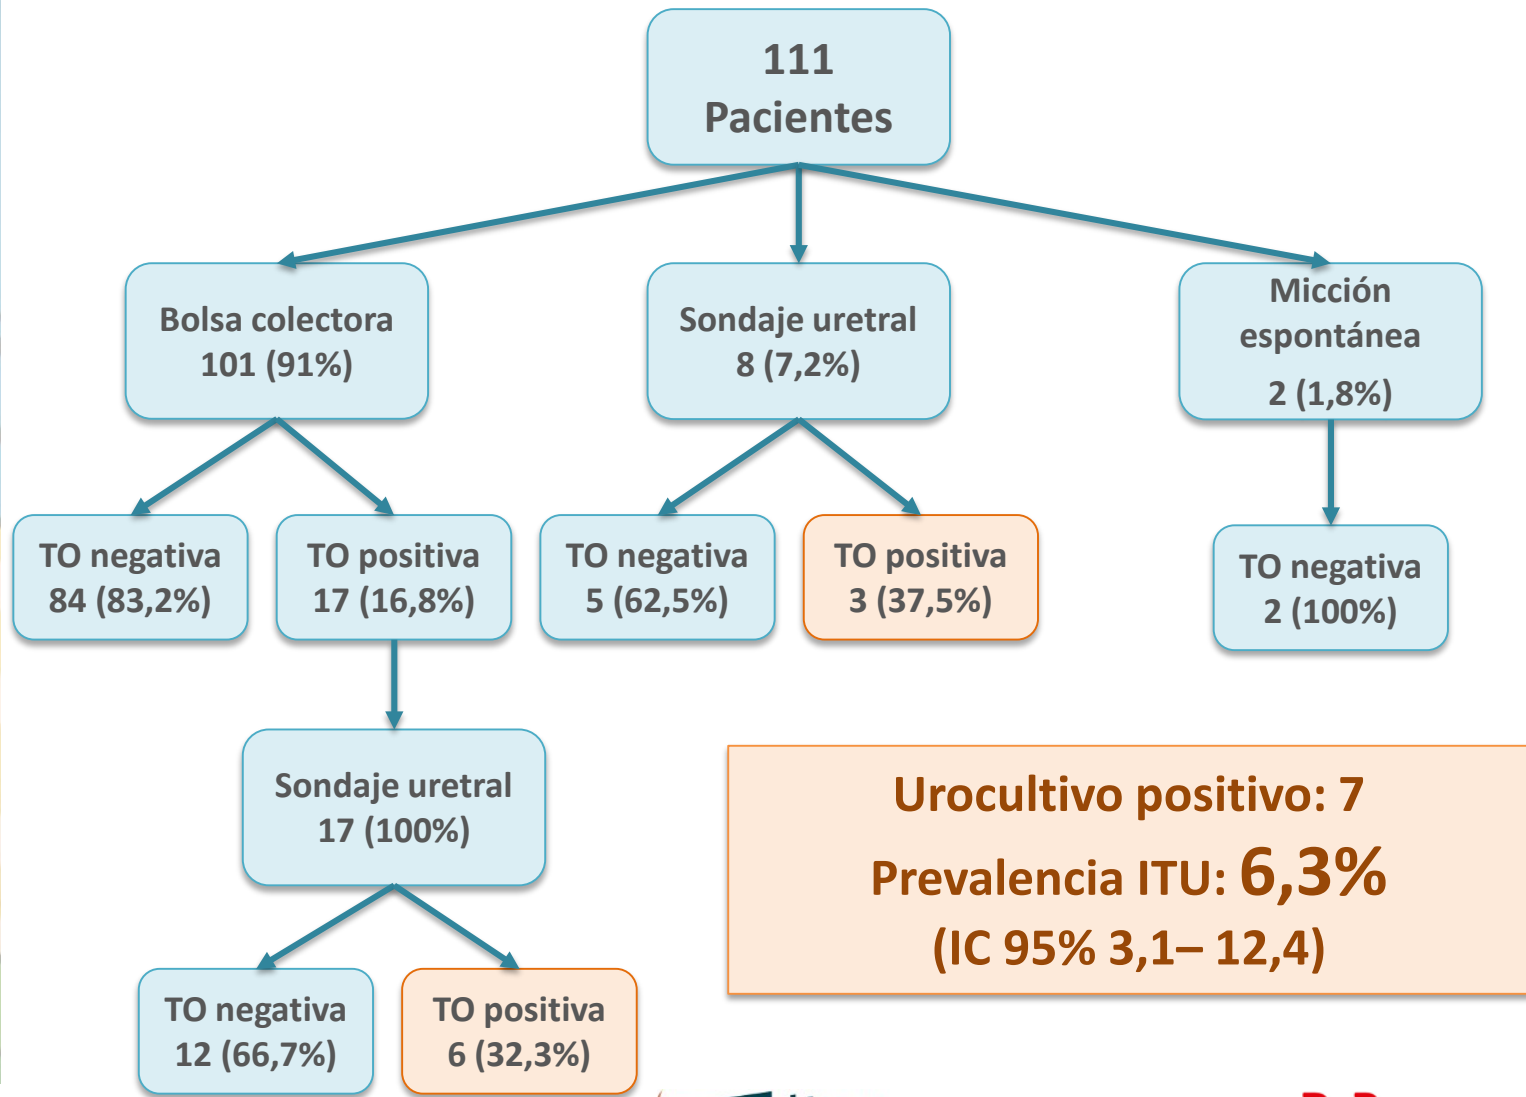 111
Pacientes
Bolsa colectora
101 (91%)
Sondaje uretral
8 (7,2%)
Micción
espontánea
2 (1,8%)
TO negativa
84 (83,2%)
TO positiva
17 (16,8%)
TO negativa
5 (62,5%)
TO positiva
3 (37,5%)
TO negativa
2 (100%)
Sondaje uretral
17 (100%)
Urocultivo positivo: 7
Prevalencia ITU: 6,3%
(IC 95% 3,1– 12,4)
TO negativa
12 (66,7%)
TO positiva
6 (32,3%)